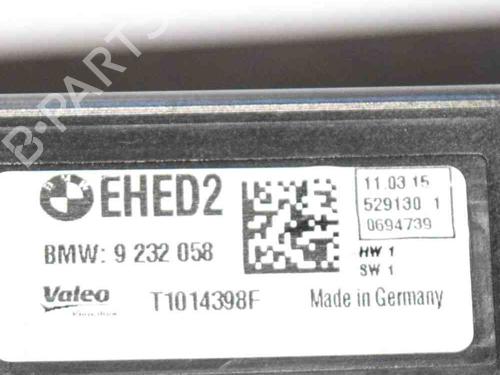 B-PARTS
EHED2
11.03.15
529130 1
0694739
BMW: 9 232 058
HW 1
SW 1
Valeo
T1014398F
Made in Germany